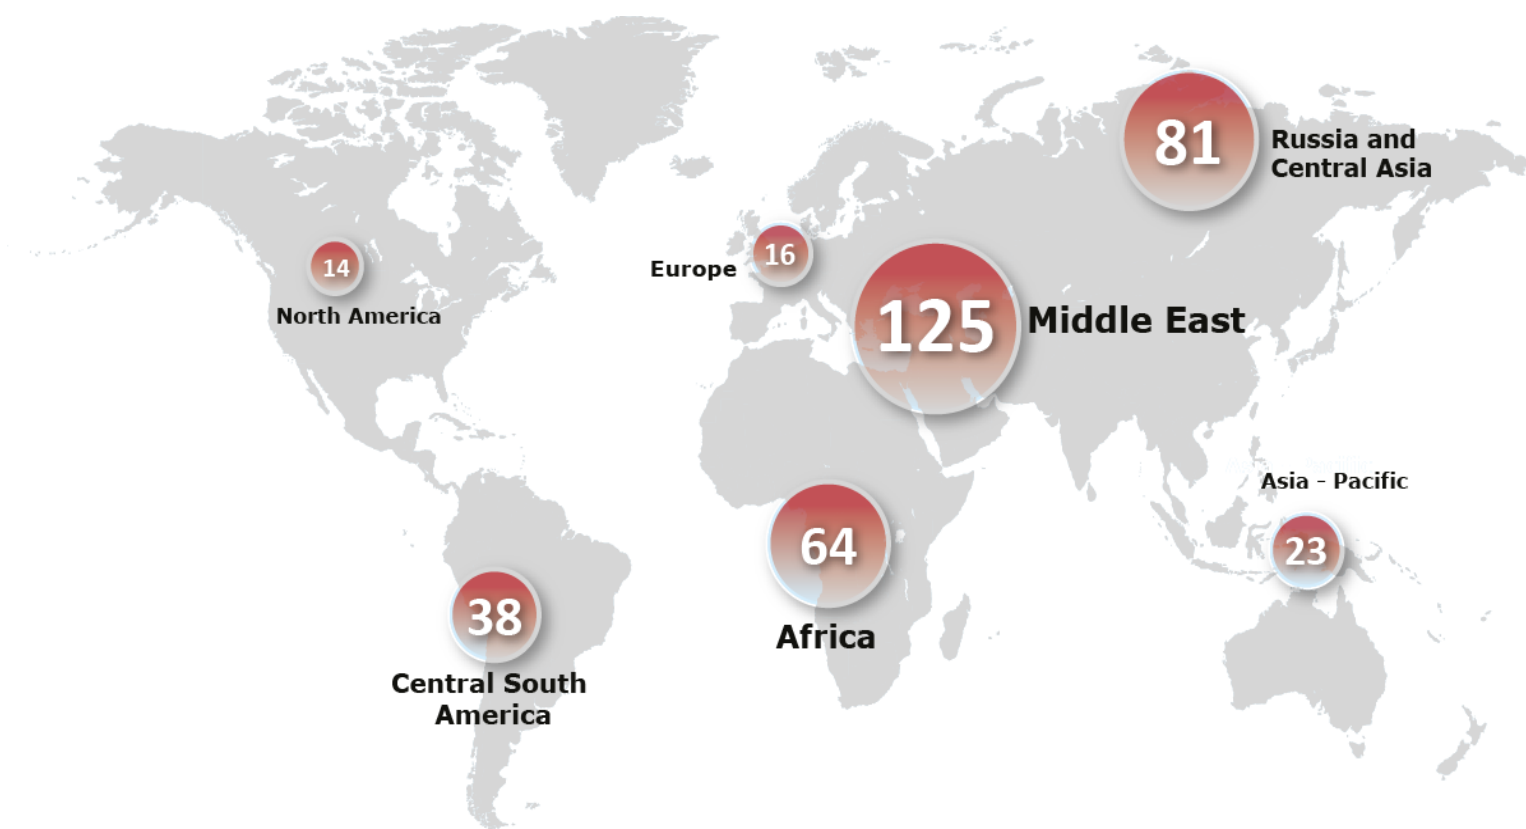 81
Russia and
Central Asia
14
North America
16
Europe
125
Middle East
Asia - Pacific
23
64
Africa
38
Central South
America